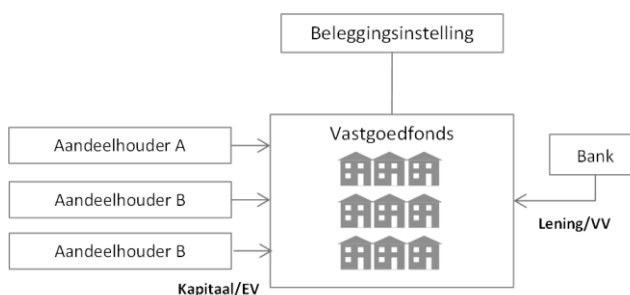 Beleggingsinstelling
Vastgoedfonds
Aandeelhouder A
Aandeelhouder B
Aandeelhouder B
Kapitaal/EV
Bank
Lening/VV